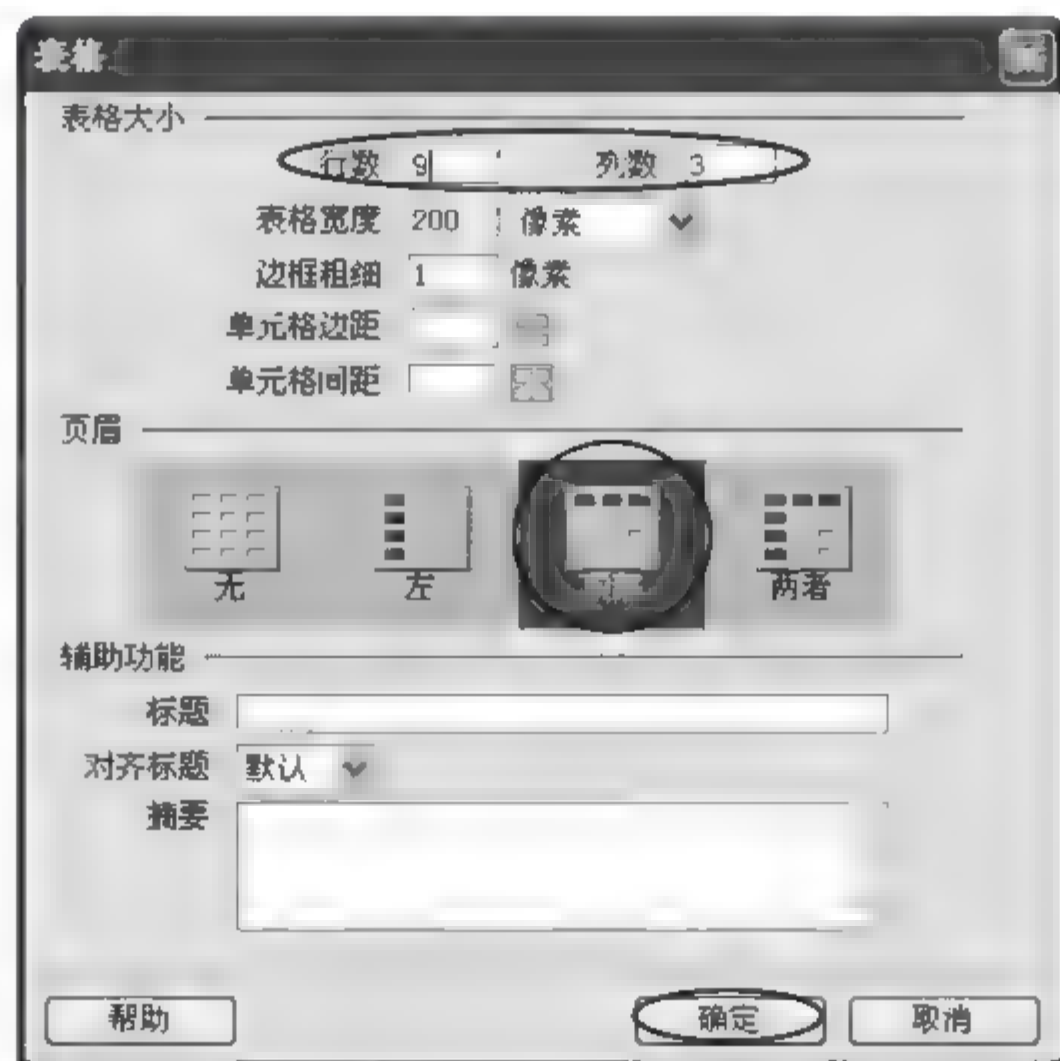 表格
表格大小
行数 9 列数 3
表格宽度 200 像素
边框粗细 1 像素
单元格边距
单元格间距
页眉
无 左 两者
辅助功能
标题
对齐标题 默认
摘要
帮助 确定 取消